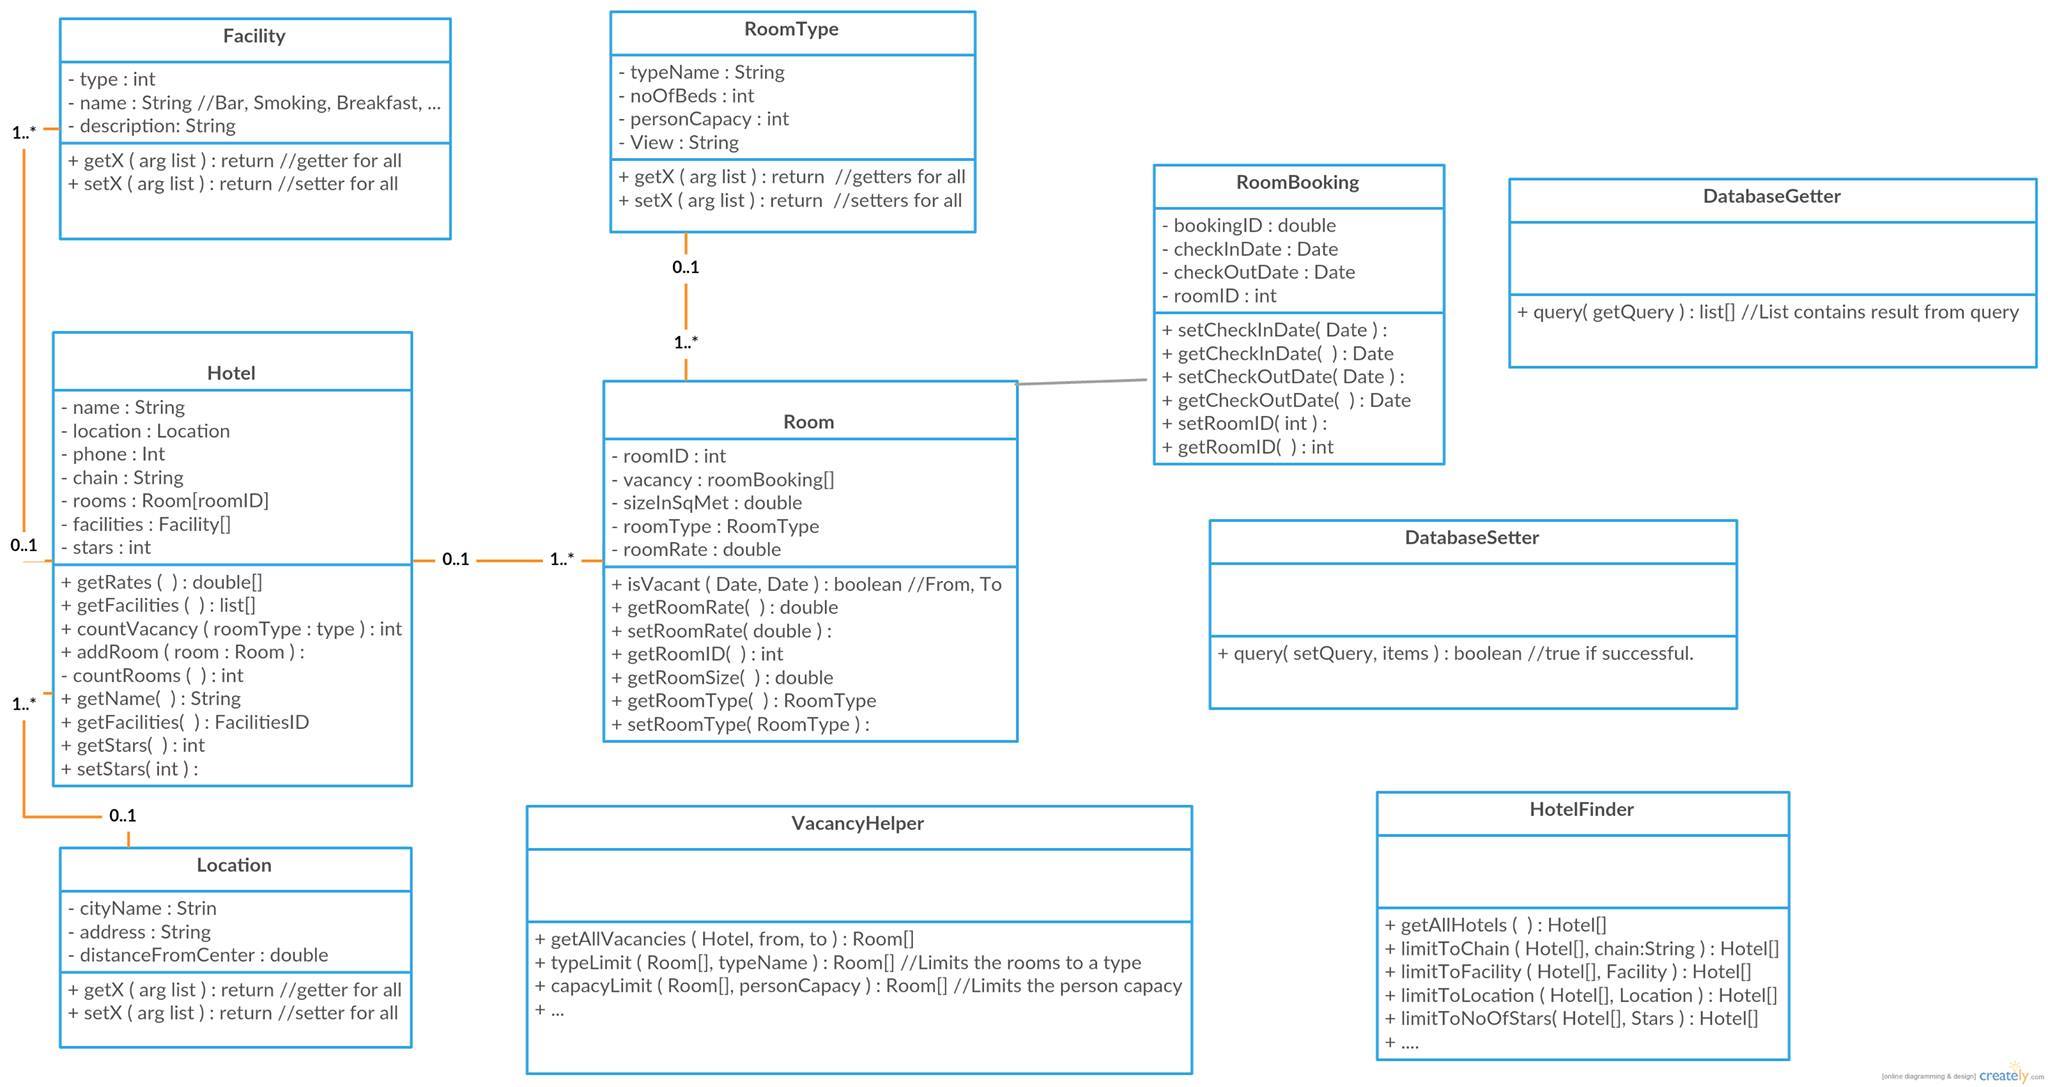 Facility
- type : int
- name : String //Bar, Smoking, Breakfast, ...
- description: String
+ getX ( arg list ) : return //getter for all
+ setX ( arg list ) : return //setter for all
1..*
0..1
RoomType
- typeName : String
- noOfBeds : int
- personCapacy : int
- View : String
+ getX ( arg list ) : return //getters for all
+ setX ( arg list ) : return //setters for all
0..1
1..*
RoomBooking
- bookingID : double
- checkInDate : Date
- checkOutDate : Date
- roomID : int
+ setCheckInDate( Date ) :
+ getCheckInDate( ) : Date
+ setCheckOutDate( Date ) :
+ getCheckOutDate( ) : Date
+ setRoomID( int ) :
+ getRoomID( ) : int
DatabaseGetter
+ query( getQuery ) : list[] //List contains result from query
Hotel
- name : String
- location : Location
- phone : Int
- chain : String
- rooms : Room[roomID]
- facilities : Facility[]
- stars : int
+ getRates ( ) : double[]
+ getFacilities ( ) : list[]
+ countVacancy ( roomType : type ) : int
+ addRoom ( room : Room ) :
- countRooms ( ) : int
+ getName( ) : String
+ getFacilities( ) : FacilitiesID
+ getStars( ) : int
+ setStars( int ) :
0..1
1..*
Room
- roomID : int
- vacancy : roomBooking[]
- sizeInSqMet : double
- roomType : RoomType
- roomRate : double
+ isVacant ( Date, Date ) : boolean //From, To
+ getRoomRate( ) : double
+ setRoomRate( double ) :
+ getRoomID( ) : int
+ getRoomSize( ) : double
+ getRoomType( ) : RoomType
+ setRoomType( RoomType ) :
DatabaseSetter
+ query( setQuery, items ) : boolean //true if successful.
1..*
0..1
Location
- cityName : Strin
- address : String
- distanceFromCenter : double
+ getX ( arg list ) : return //getter for all
+ setX ( arg list ) : return //setter for all
VacancyHelper
+ getAllVacancies ( Hotel, from, to ) : Room[]
+ typeLimit ( Room[], typeName ) : Room[] //Limits the rooms to a type
+ capacyLimit ( Room[], personCapacy ) : Room[] //Limits the person capacy
+ ...
HotelFinder
+ getAllHotels ( ) : Hotel[]
+ limitToChain ( Hotel[], chain:String ) : Hotel[]
+ limitToFacility ( Hotel[], Facility ) : Hotel[]
+ limitToLocation ( Hotel[], Location ) : Hotel[]
+ limitToNoOfStars( Hotel[], Stars ) : Hotel[]
+ ....
[online diagramming & design] creately.com